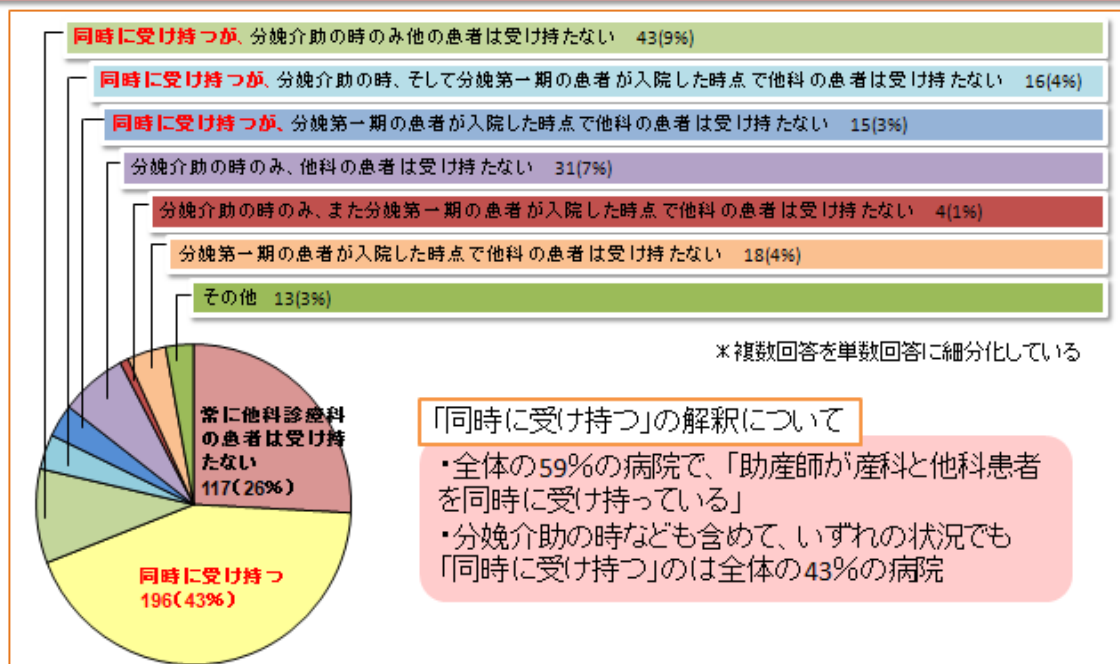 同時に受け持つが、分娩介助の時のみ他の患者は受け持たない 43(9%)
同時に受け持つが、分娩介助の時、そして分娩第一期の患者が入院した時点で他科の患者は受け持たない 16(4%)
同時に受け持つが、分娩第一期の患者が入院した時点で他科の患者は受け持たない 15(3%)
分娩介助の時のみ、他科の患者は受け持たない 31(7%)
分娩介助の時のみ、また分娩第一期の患者が入院した時点で他科の患者は受け持たない 4(1%)
分娩第一期の患者が入院した時点で他科の患者は受け持たない 18(4%)
その他 13(3%)
*複数回答を単数回答に細分化している
常に他科診療科
の患者は受け持
たない
117(26%)
同時に受け持つ
196(43%)
「同時に受け持つ」の解釈について
・全体の59%の病院で、「助産師が産科と他科患者
を同時に受け持っている」
・分娩介助の時なども含めて、いずれの状況でも
「同時に受け持つ」のは全体の43%の病院